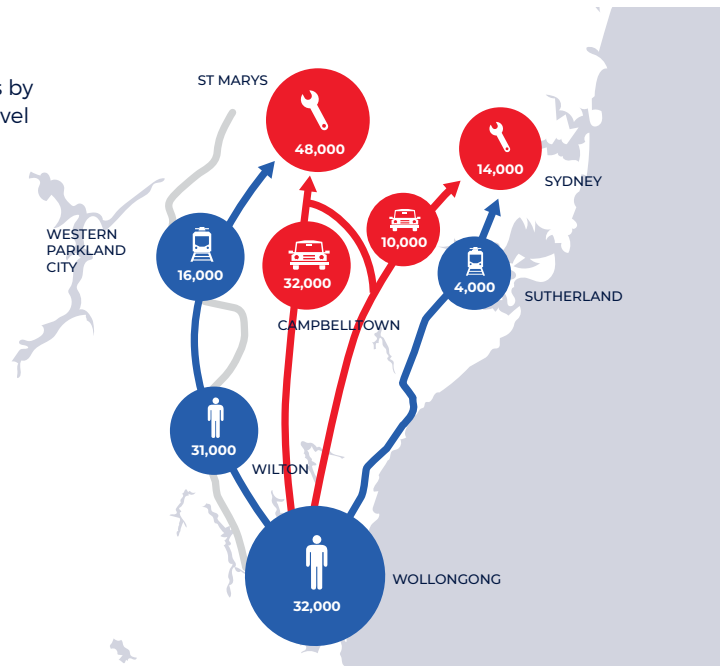 s by
vel
ST MARYS
48,000
14,000
SYDNEY
WESTERN
PARKLAND
CITY
10,000
16,000
32,000
4,000
SUTHERLAND
CAMPBELLTOWN
31,000
WILTON
WOLLONGONG
32,000